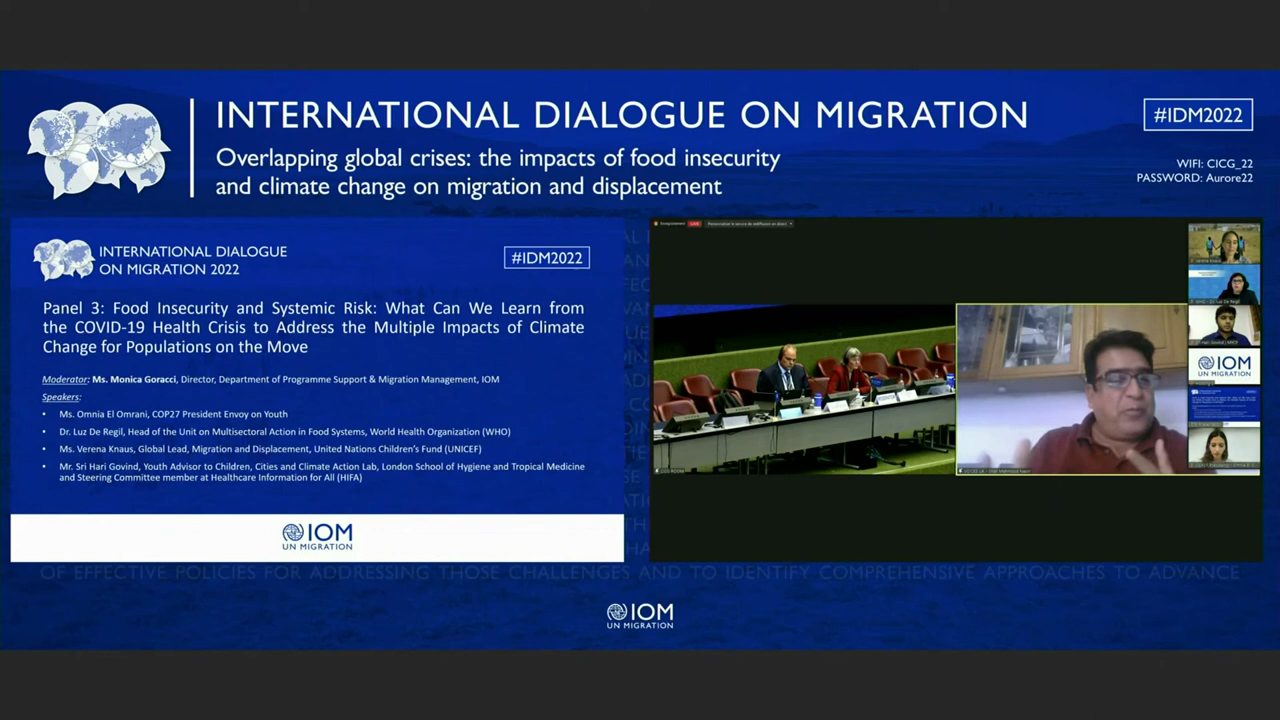 INTERNATIONAL DIALOGUE ON MIGRATION
Overlapping global crises: the impacts of food insecurity
and climate change on migration and displacement
#IDM2022
WIFI: CICG_22
PASSWORD: Aurore22
INTERNATIONAL DIALOGUE
ON MIGRATION 2022
#IDM2022
Panel 3: Food Insecurity and Systemic Risk: What Can We Learn from
the COVID-19 Health Crisis to Address the Multiple Impacts of Climate
Change for Populations on the Move
Moderator: Ms. Monica Goracci, Director, Department of Programme Support & Migration Management, IOM
Speakers:
• Ms. Omnia El Omrani, COP27 President Envoy on Youth
• Dr. Luz De Regil, Head of the Unit on Multisectoral Action in Food Systems, World Health Organization (WHO)
• Ms. Verena Knaus, Global Lead, Migration and Displacement, United Nations Children's Fund (UNICEF)
• Mr. Sri Hari Govind, Youth Advisor to Children, Cities and Climate Action Lab, London School of Hygiene and Tropical Medicine
and Steering Committee member at Healthcare Information for All (HIFA)
IOM
UN MIGRATION
LIVE
IOM
UN MIGRATION
OF EFFECTIVE POLICIES FOR ADDRESSING THOSE CHALLENGES AND TO IDENTIFY COMPREHENSIVE APPROACHES TO ADVANCE
IOM
UN MIGRATION